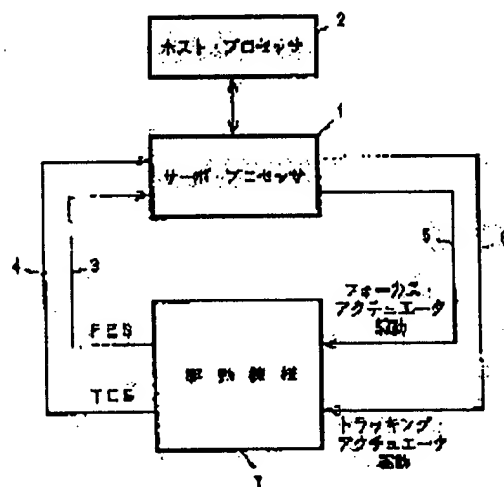 2
ホスト・プロセッサ
1
サーボ・プロセッサ
4
3
5
6
フォーカス・
アクチュエータ
駆動
FES
駆動機構
TES
トラッキング・
アクチュエータ
駆動
7